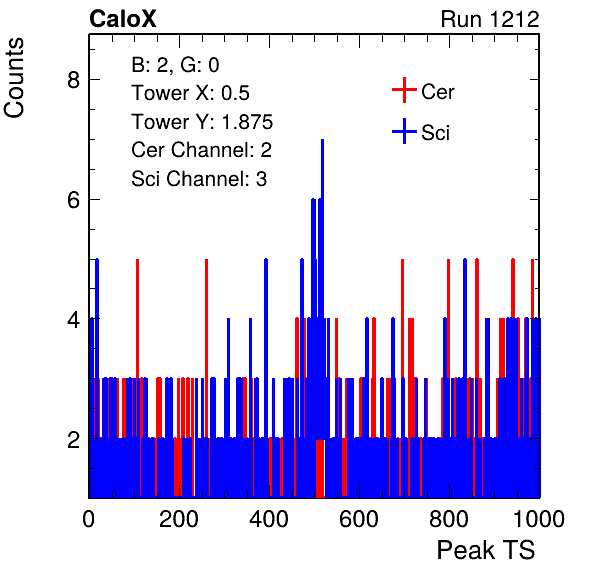 CaloX Run 1212
Counts
B: 2, G: 0
Tower X: 0.5
Tower Y: 1.875
Cer Channel: 2
Sci Channel: 3
Cer
Sci
8
6
4
2
0 200 400 600 800 1000
Peak TS